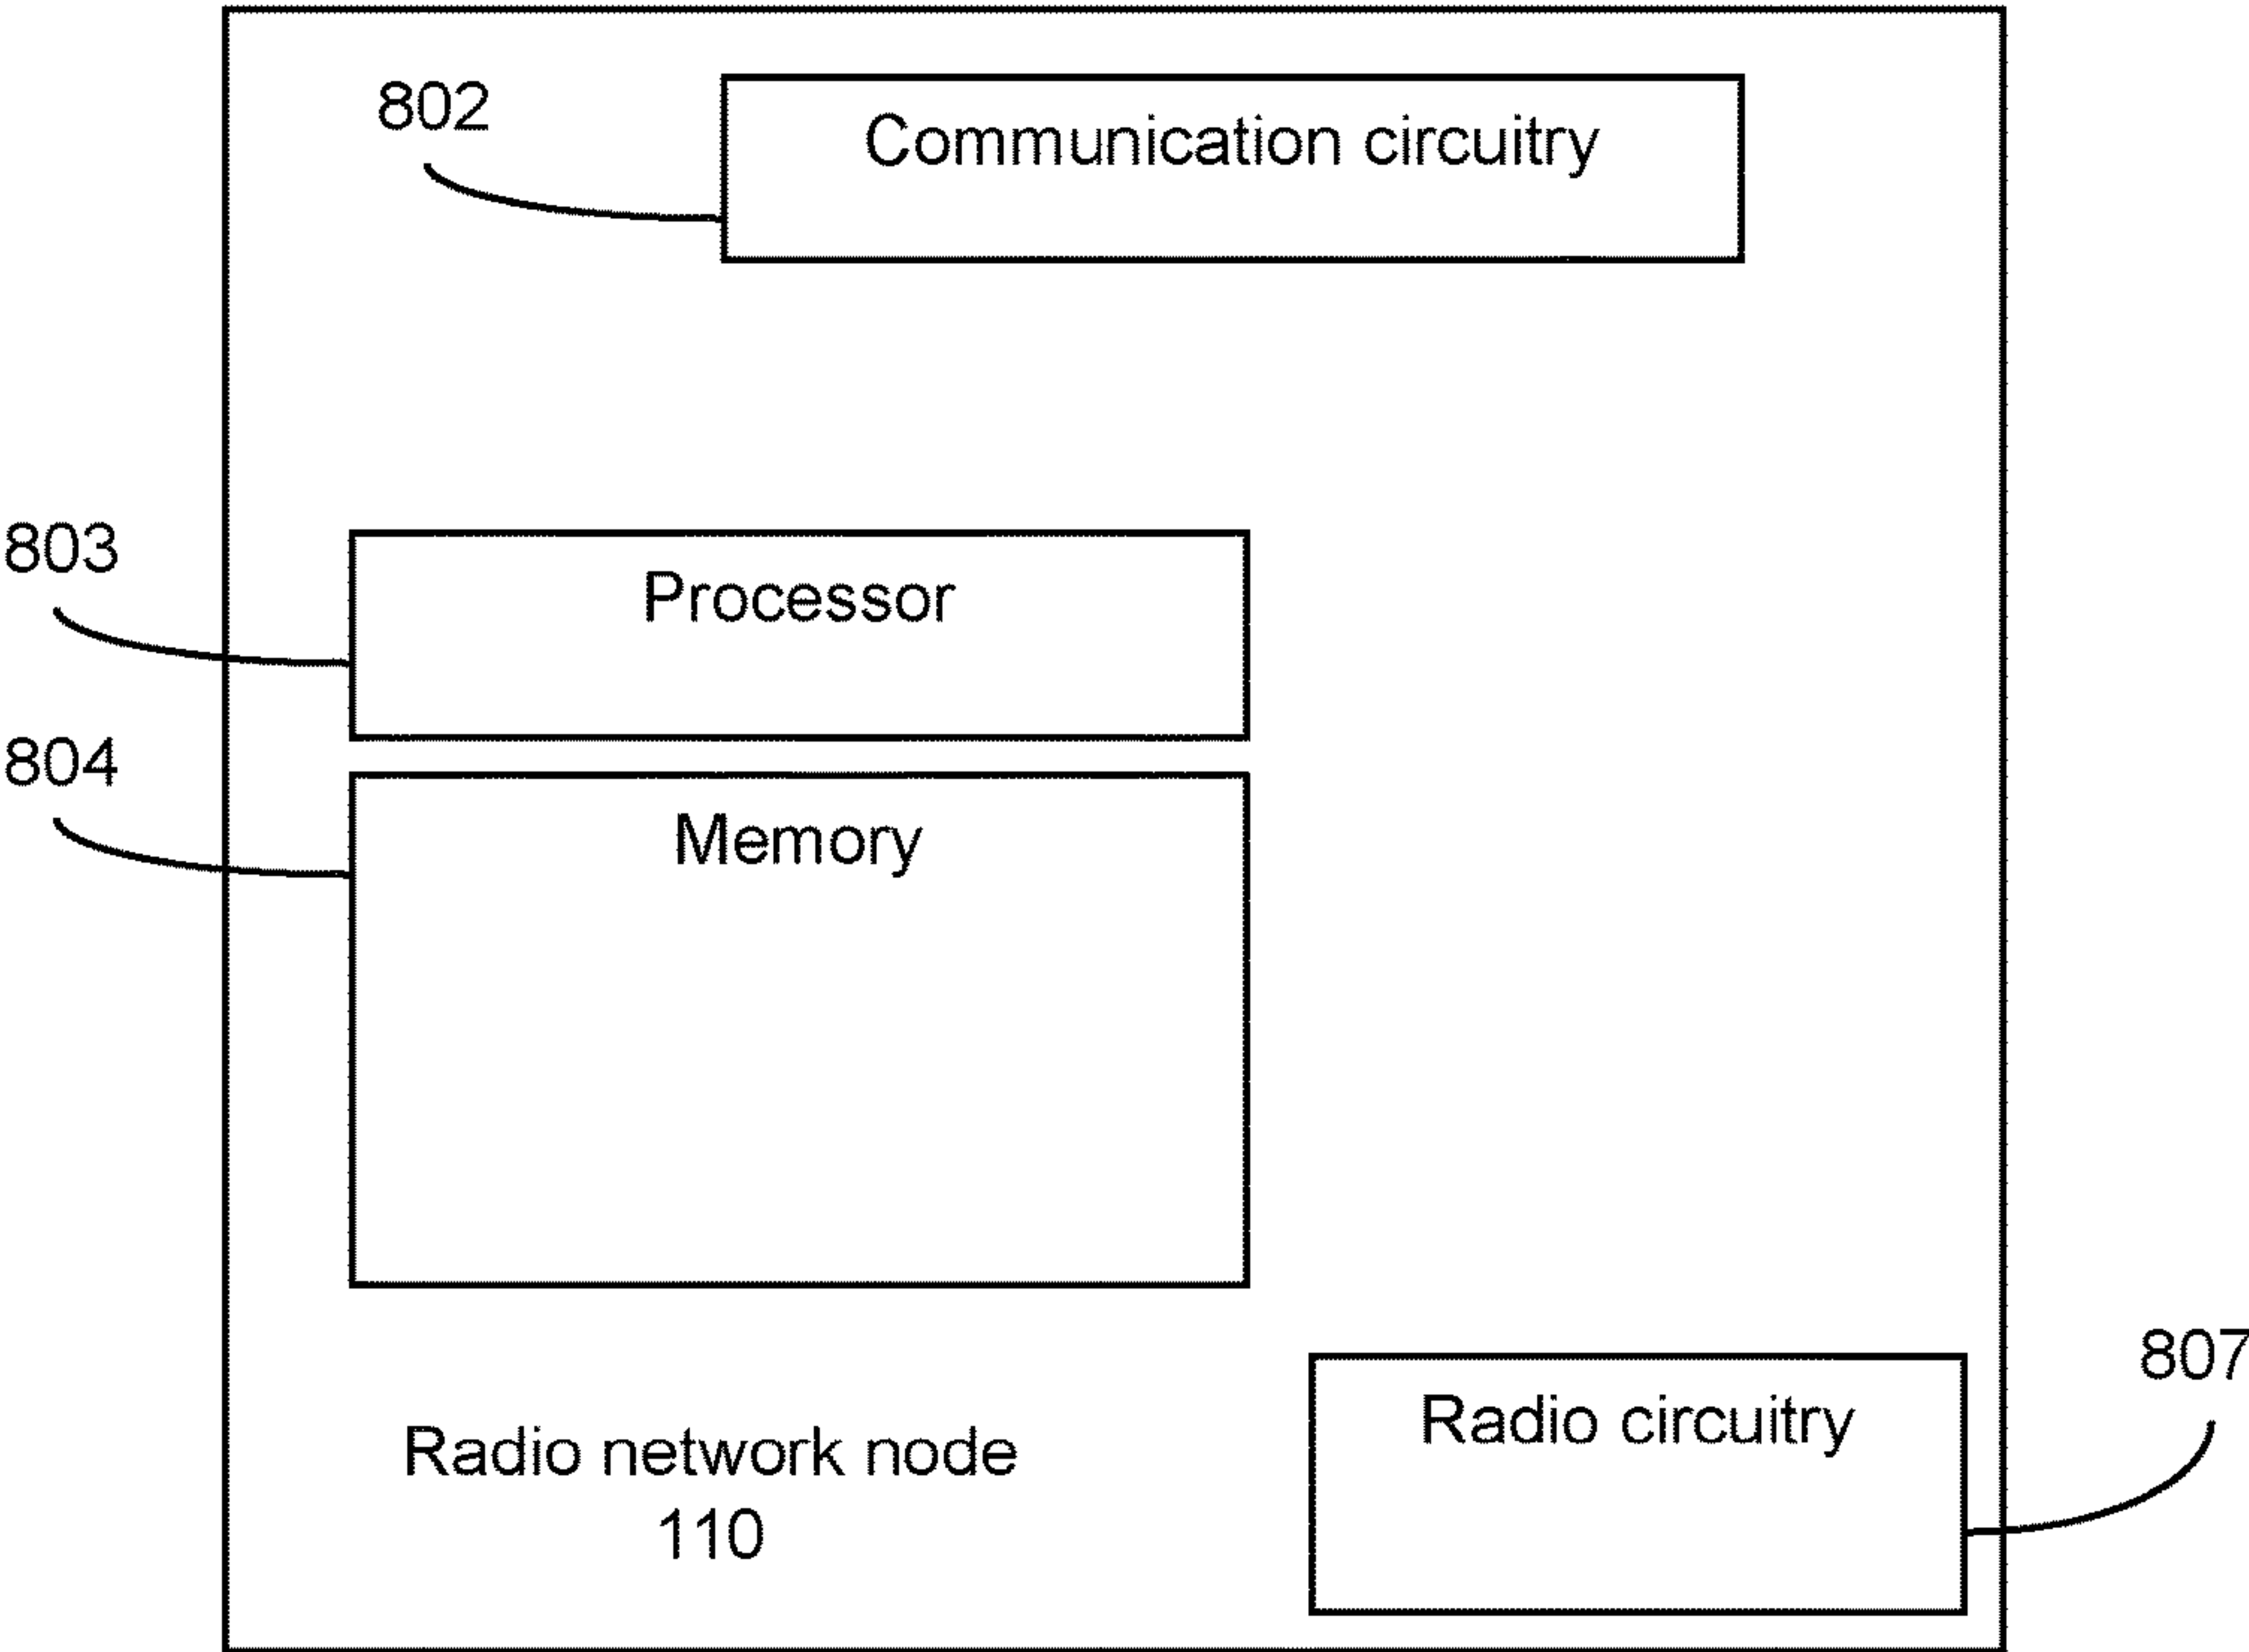 802
Communication circuitry
803
Processor
804
Memory
807
Radio circuitry
Radio network node
110